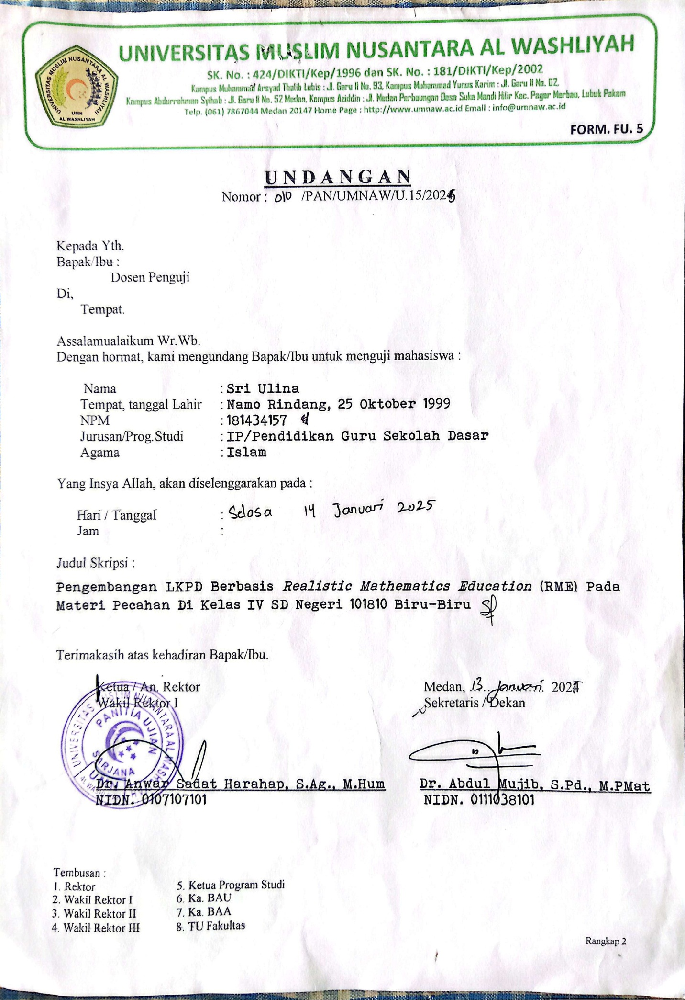 UNIVERSITAS MUSLIM NUSANTARA AL WASHLIYAH
SK. No. : 424/DIKTI/Kep/1996 dan SK. No. : 181/DIKTI/Kep/2002
Kampus Muhammad Arsyad Thalib Lubis : Jl. Garu II No. 93, Kampus Muhammad Yunus Karim : Jl. Garu II No. 02,
Kampus Abdurrahman Syihab : Jl. Garu II No. 52 Medan, Kampus Aziddin : Jl. Medan Perbaungan Desa Suka Mandi Hilir Kec. Pagar Merbau, Lubuk Pakam
Telp. (061) 7867044 Medan 20147 Home Page : http://www.umnaw.ac.id Email : info@umnaw.ac.id
UNIVERSITAS MUSLIM NUSANTARA AL WASHLIYAH
UMN
AL WASHLIYAH
FORM. FU. 5
UNDANGAN
Nomor : 010 /PAN/UMNAW/U.15/2025
Kepada Yth.
Bapak/Ibu :
Dosen Penguji
Di,
Tempat.
Assalamualaikum Wr.Wb.
Dengan hormat, kami mengundang Bapak/Ibu untuk menguji mahasiswa :
Nama : Sri Ulina
Tempat, tanggal Lahir : Namo Rindang, 25 Oktober 1999
NPM : 181434157
Jurusan/Prog.Studi : IP/Pendidikan Guru Sekolah Dasar
Agama : Islam
Yang Insya Allah, akan diselenggarakan pada :
Hari / Tanggal : Selasa 14 Januari 2025
Jam :
Judul Skripsi :
Pengembangan LKPD Berbasis Realistic Mathematics Education (RME) Pada
Materi Pecahan Di Kelas IV SD Negeri 101810 Biru-Biru
Terimakasih atas kehadiran Bapak/Ibu.
Ketua / An. Rektor
Wakil Rektor I
UNIVERSITAS MUSLIM NUSANTARA AL WASHLIYAH
PANITIA UJIAN
SARJANA
UMN
Dr. Anwar Sadat Harahap, S.Ag., M.Hum
NIDN. 0107107101
Medan, 13 Januari 2025
Sekretaris / Dekan
Dr. Abdul Mujib, S.Pd., M.PMat
NIDN. 0111038101
Tembusan :
1. Rektor
2. Wakil Rektor I
3. Wakil Rektor II
4. Wakil Rektor III
5. Ketua Program Studi
6. Ka. BAU
7. Ka. BAA
8. TU Fakultas
Rangkap 2